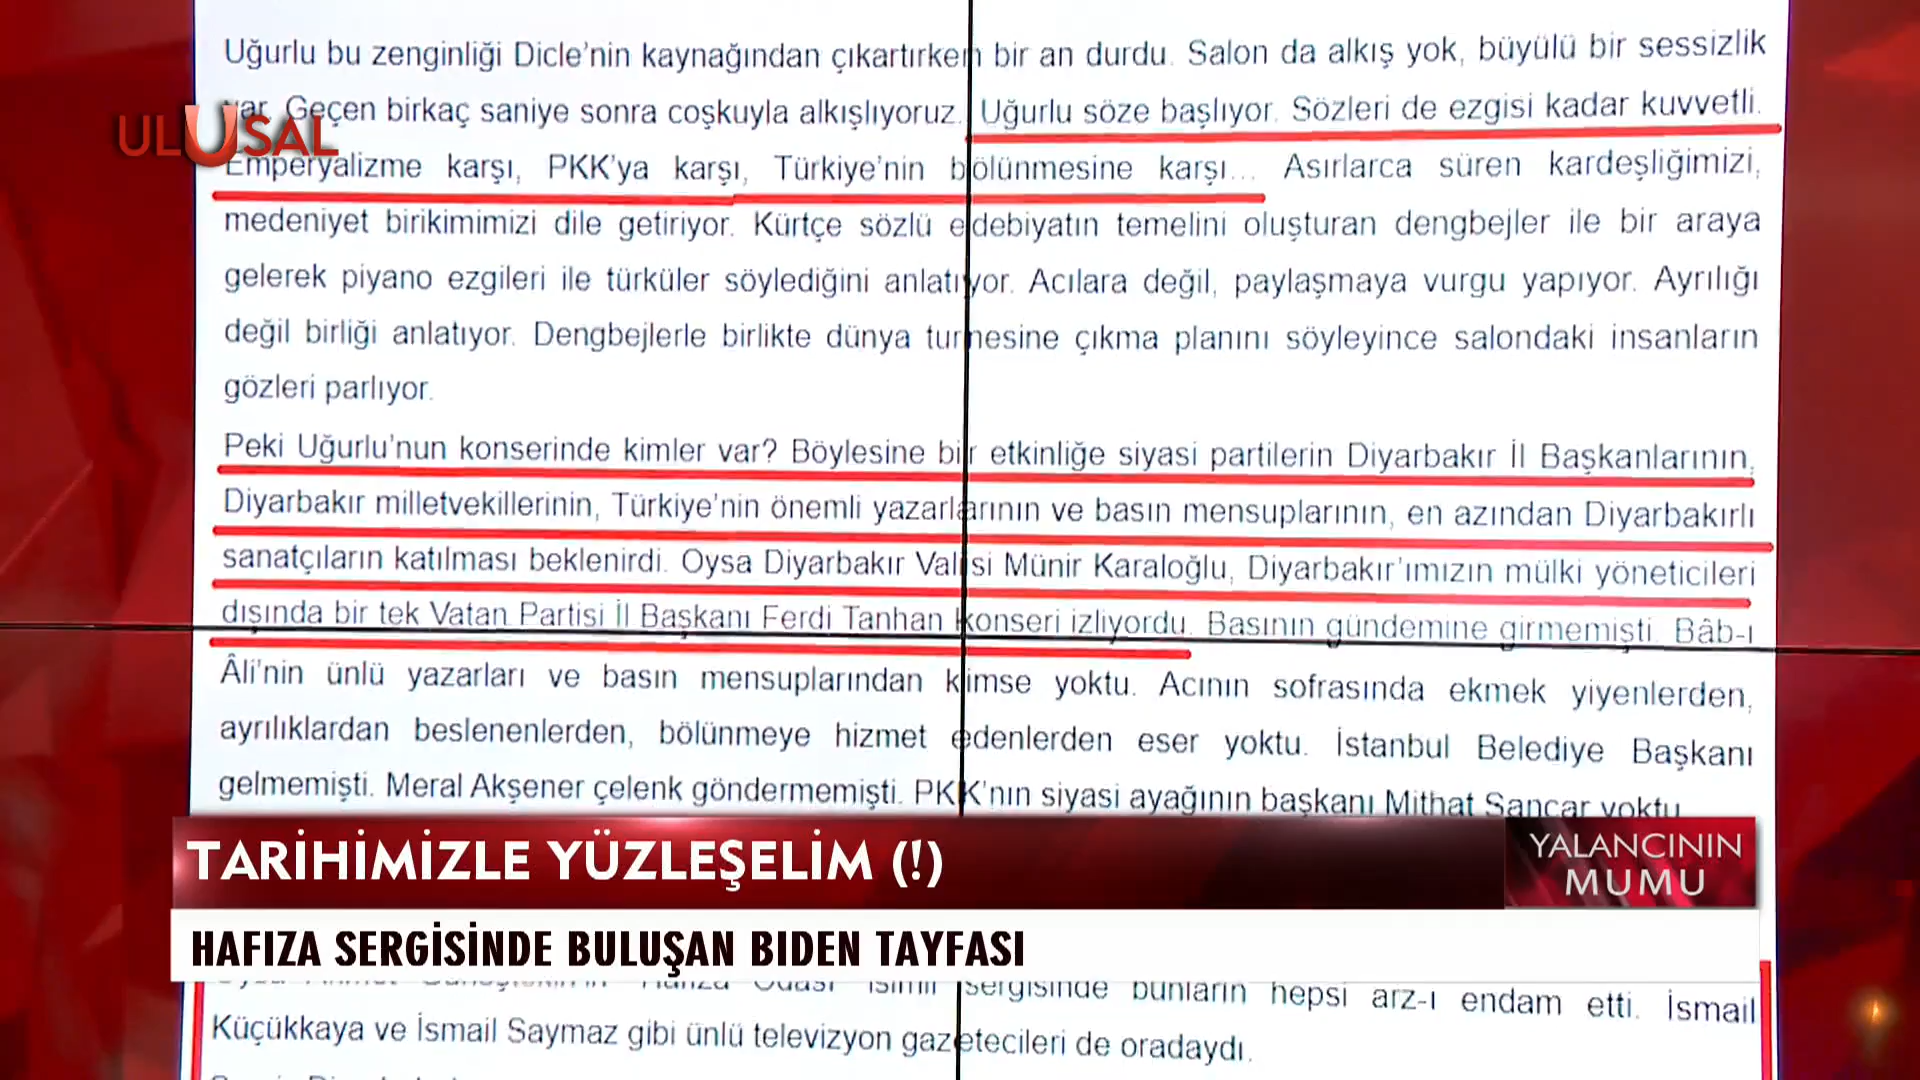 Uğurlu bu zenginliği Dicle’nin kaynağından çıkartırken bir an durdu. Salon da alkış yok, büyülü bir sessizlik
var. Geçen birkaç saniye sonra coşkuyla alkışlıyoruz. Uğurlu söze başlıyor. Sözleri de ezgisi kadar kuvvetli.
ULUSAL
Emperyalizme karşı, PKK’ya karşı, Türkiye’nin bölünmesine karşı... Asırlarca süren kardeşliğimizi,
medeniyet birikimimizi dile getiriyor. Kürtçe sözlü edebiyatın temelini oluşturan dengbejler ile bir araya
gelerek piyano ezgileri ile türküler söylediğini anlatıyor. Acılara değil, paylaşmaya vurgu yapıyor. Ayrılığı
değil birliği anlatıyor. Dengbejlerle birlikte dünya turnesine çıkma planını söyleyince salondaki insanların
gözleri parlıyor.
Peki Uğurlu’nun konserinde kimler var? Böylesine bir etkinliğe siyasi partilerin Diyarbakır İl Başkanlarının,
Diyarbakır milletvekillerinin, Türkiye’nin önemli yazarlarının ve basın mensuplarının, en azından Diyarbakırlı
sanatçıların katılması beklenirdi. Oysa Diyarbakır Valisi Münir Karaloğlu, Diyarbakır’ımızın mülki yöneticileri
dışında bir tek Vatan Partisi İl Başkanı Ferdi Tanhan konseri izliyordu. Basının gündemine girmemişti. Bâb-ı
Âli’nin ünlü yazarları ve basın mensuplarından kimse yoktu. Acının sofrasında ekmek yiyenlerden,
ayrılıklardan beslenenlerden, bölünmeye hizmet edenlerden eser yoktu. İstanbul Belediye Başkanı
gelmemişti. Meral Akşener çelenk göndermemişti. PKK’nın siyasi ayağının başkanı Mithat Sancar yoktu
TARİHİMİZLE YÜZLEŞELİM (!)
YALANCININ
MUMU
HAFIZA SERGİSİNDE BULUŞAN BIDEN TAYFASI
sergisinde bunların hepsi arz-ı endam etti. İsmail
Küçükkaya ve İsmail Saymaz gibi ünlü televizyon gazetecileri de oradaydı.